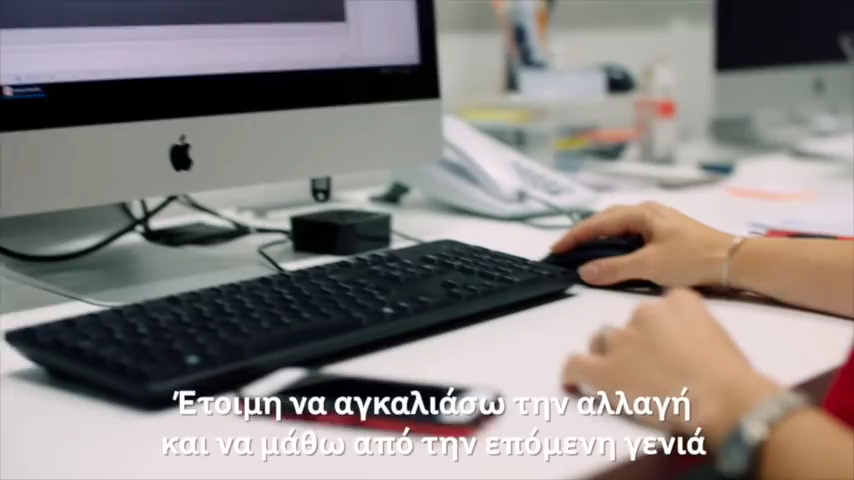 Έτοιμη να αγκαλιάσω την αλλαγή
και να μάθω από την επόμενη γενιά